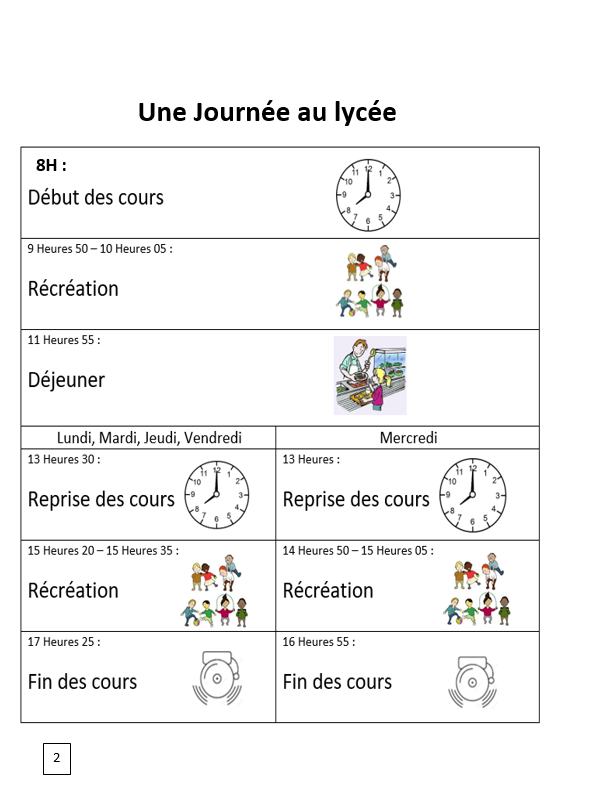 Une Journée au lycée
8H :
Début des cours
9 Heures 50 – 10 Heures 05 :
Récréation
11 Heures 55 :
Déjeuner
Lundi, Mardi, Jeudi, Vendredi
Mercredi
13 Heures 30 :
Reprise des cours
13 Heures :
Reprise des cours
15 Heures 20 – 15 Heures 35 :
Récréation
14 Heures 50 – 15 Heures 05 :
Récréation
17 Heures 25 :
Fin des cours
16 Heures 55 :
Fin des cours
2